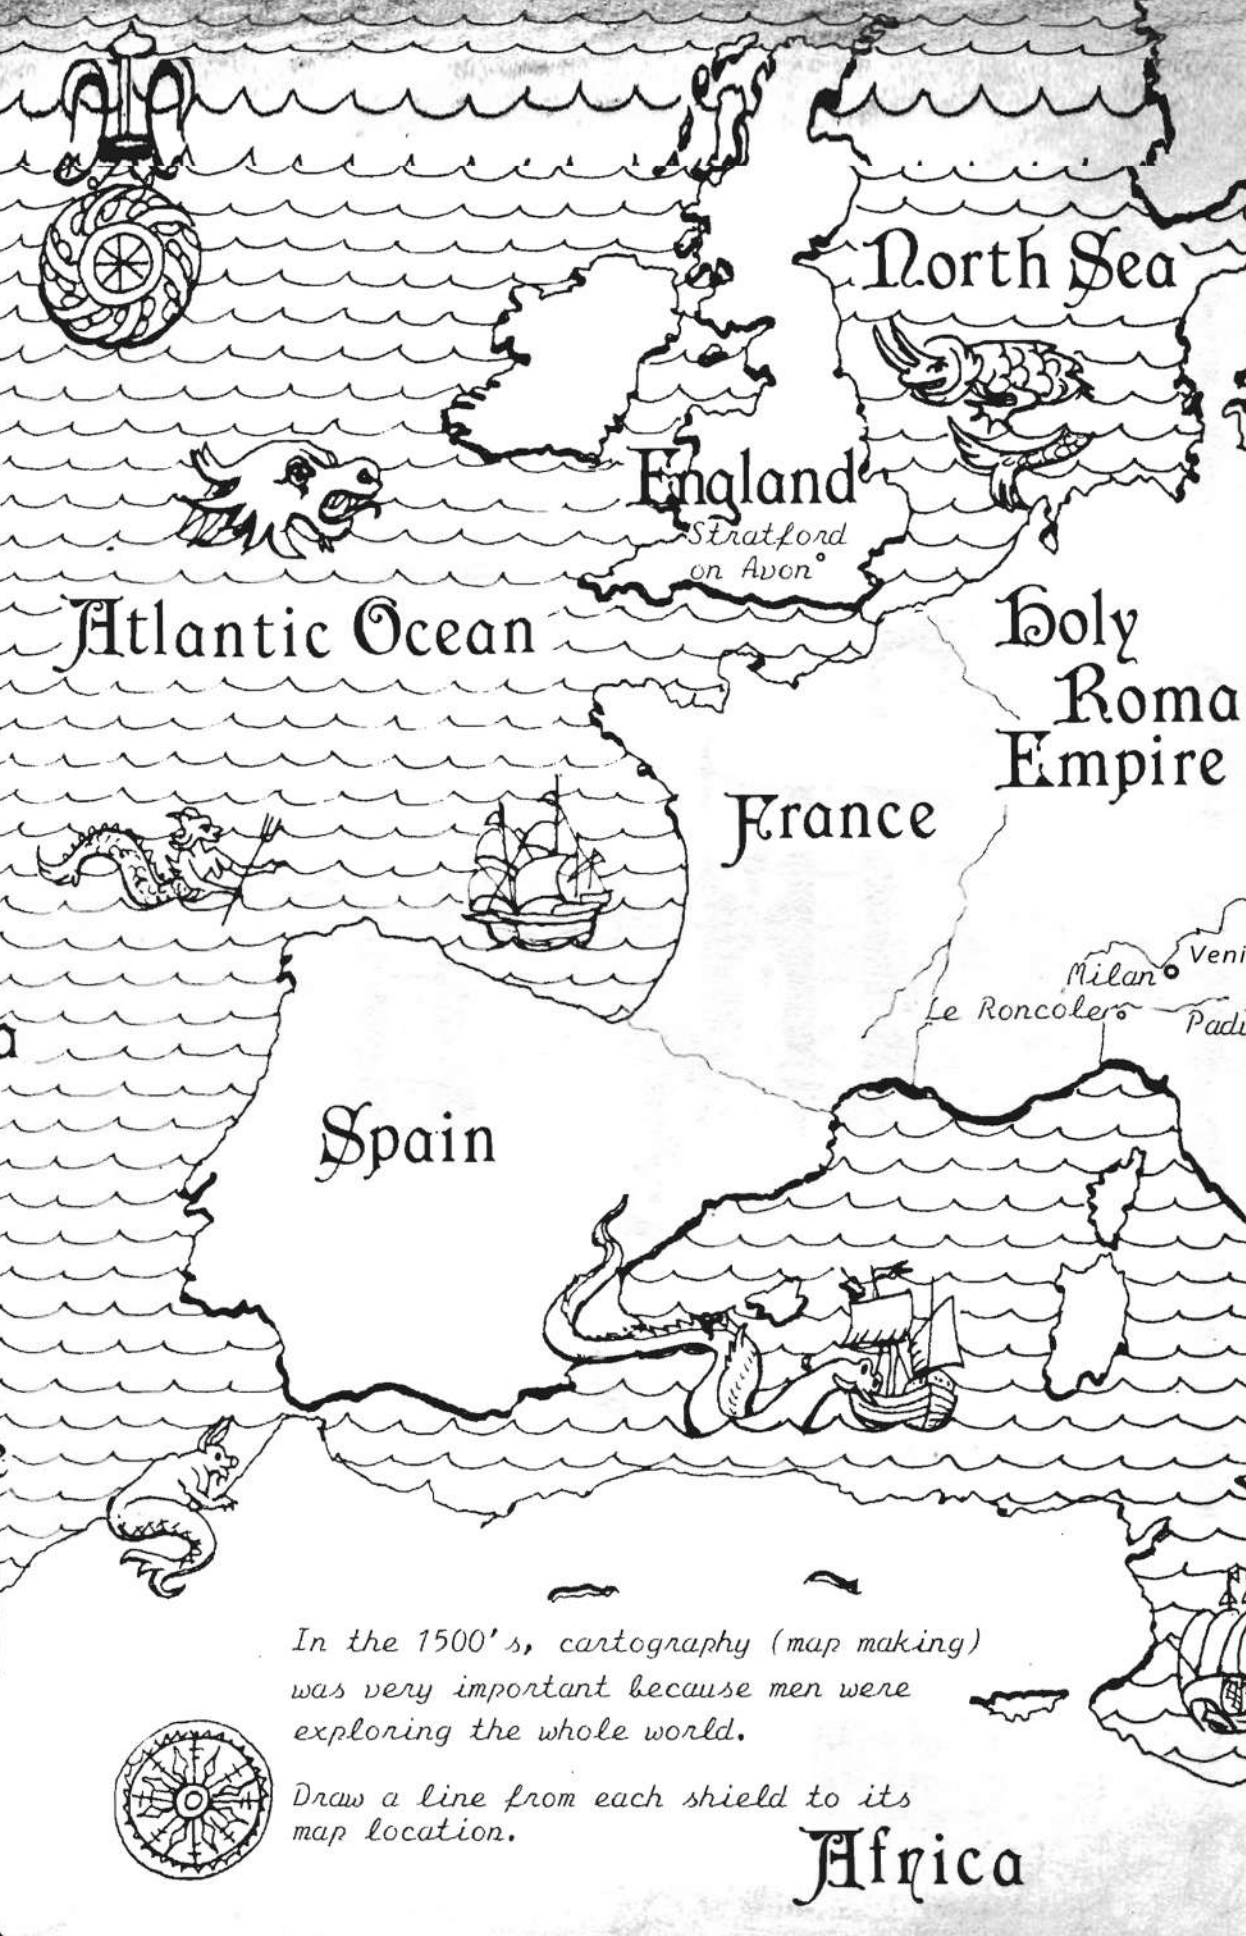 North Sea
England
Stratford
on Avon
Atlantic Ocean
Holy
Roma
Empire
France
Veni
Milan
Le Roncole
Padu
a
Spain
In the 1500's, cartography (map making)
was very important because men were
exploring the whole world.
Draw a line from each shield to its
map location.
Africa